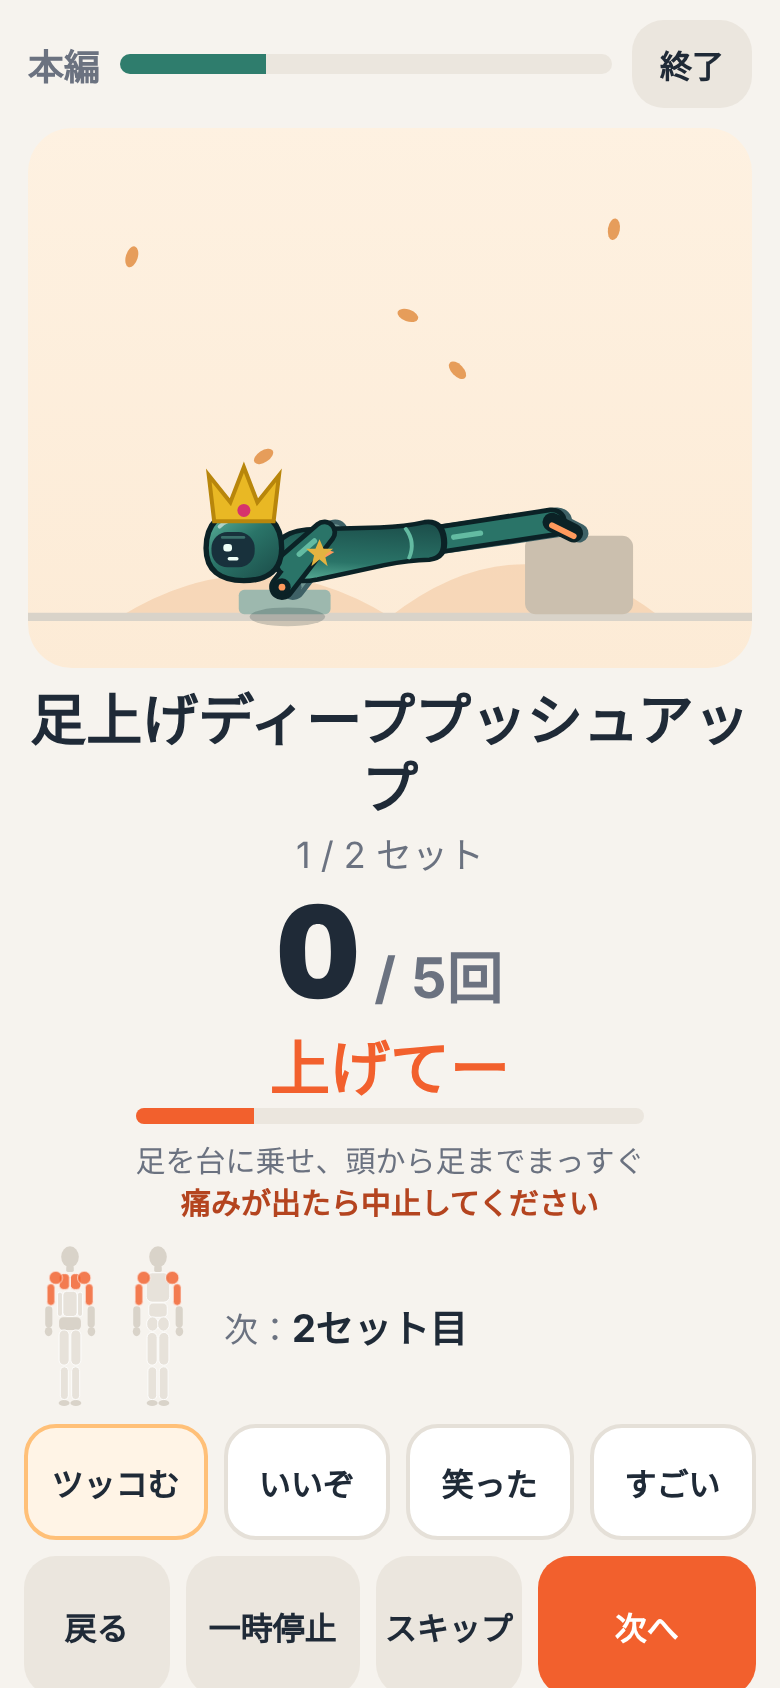 本編
終了
足上げディーププッシュアッ
プ
1 / 2 セット
0 / 5回
上げてー
足を台に乗せ、頭から足までまっすぐ
痛みが出たら中止してください
次：2セット目
ツッコむ いいぞ 笑った すごい
戻る 一時停止 スキップ 次へ